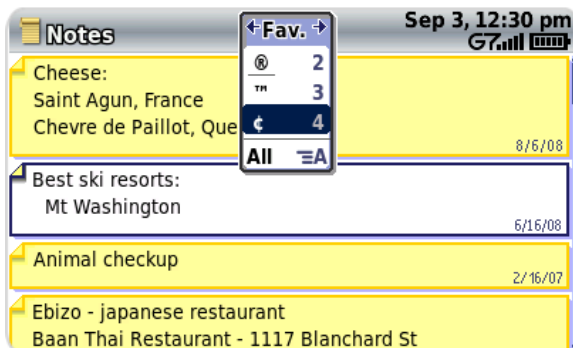 Notes
Fav.
Sep 3, 12:30 pm
G7
® 2
™ 3
¢ 4
All A
Cheese:
Saint Agun, France
Chevre de Paillot, Que
8/6/08
Best ski resorts:
Mt Washington
6/16/08
Animal checkup
2/16/07
Ebizo - japanese restaurant
Baan Thai Restaurant - 1117 Blanchard St